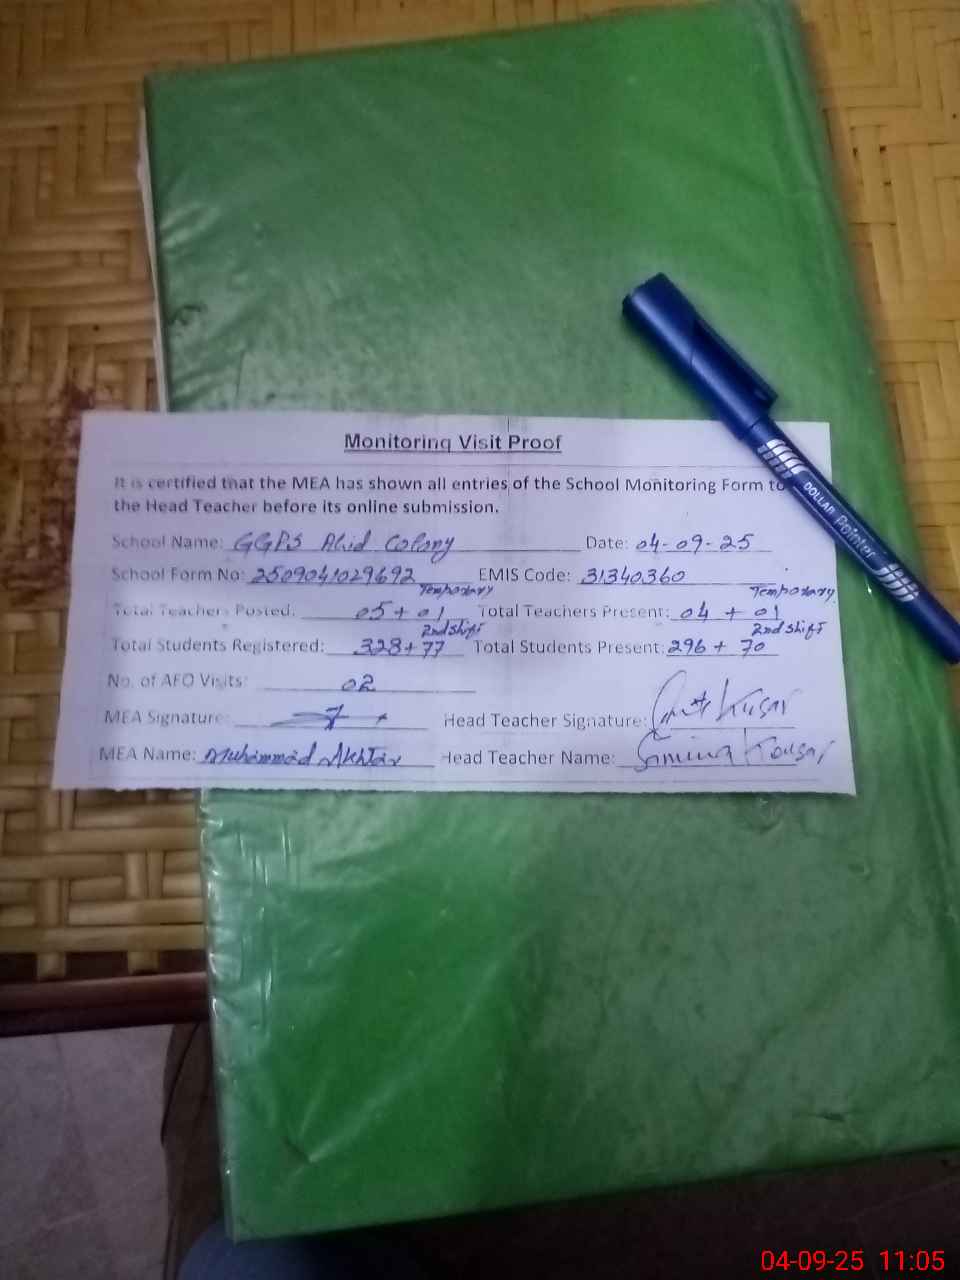 Monitoring Visit Proof
It is certified that the MEA has shown all entries of the School Monitoring Form to
the Head Teacher before its online submission.
School Name: GGPS Abid Colony Date: 04-09-25
School Form No: 2509041029692 EMIS Code: 31340360
Temporary Temporary
Total Teachers Posted: 05 + 01 Total Teachers Present: 04 + 01
2nd Shift 2nd Shift
Total Students Registered: 328+77 Total Students Present: 296 + 70
No. of AEO Visits: 02
MEA Signature: Head Teacher Signature: Kusar
MEA Name: Muhammad Akhtar Head Teacher Name: Kousar
DOLLAR Pointer
04-09-25 11:05